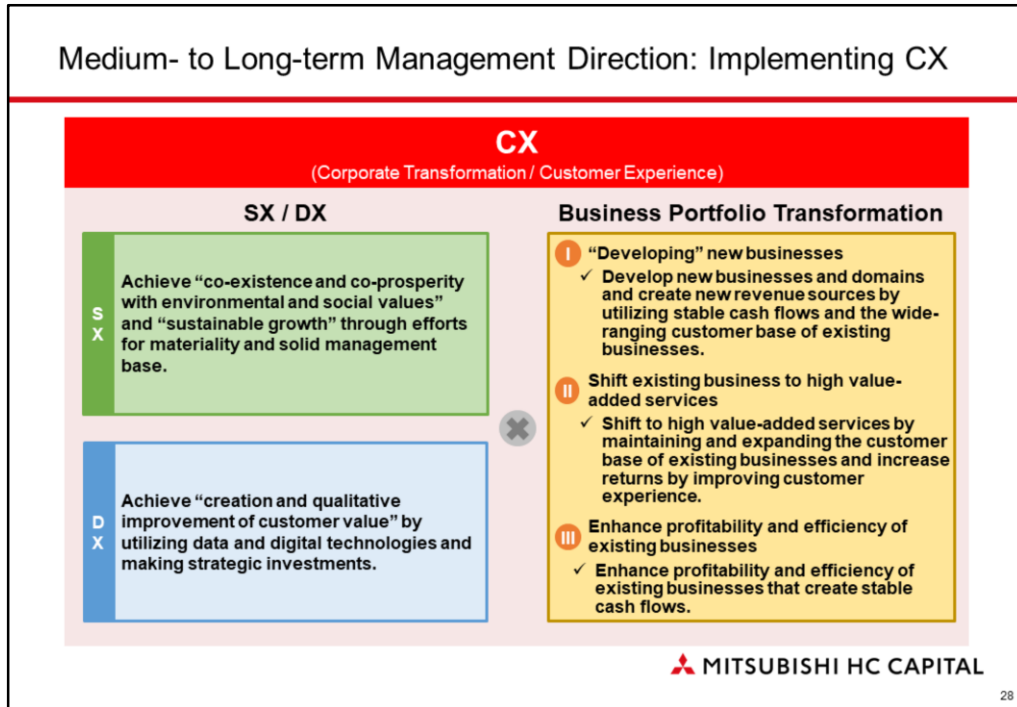 Medium- to Long-term Management Direction: Implementing CX
CX
(Corporate Transformation / Customer Experience)
SX / DX
SX
Achieve “co-existence and co-prosperity
with environmental and social values”
and “sustainable growth” through efforts
for materiality and solid management
base.
DX
Achieve “creation and qualitative
improvement of customer value” by
utilizing data and digital technologies and
making strategic investments.
Business Portfolio Transformation
I “Developing” new businesses
✓ Develop new businesses and domains
and create new revenue sources by
utilizing stable cash flows and the wide-
ranging customer base of existing
businesses.
II Shift existing business to high value-
added services
✓ Shift to high value-added services by
maintaining and expanding the customer
base of existing businesses and increase
returns by improving customer
experience.
III Enhance profitability and efficiency of
existing businesses
✓ Enhance profitability and efficiency of
existing businesses that create stable
cash flows.
MITSUBISHI HC CAPITAL
28